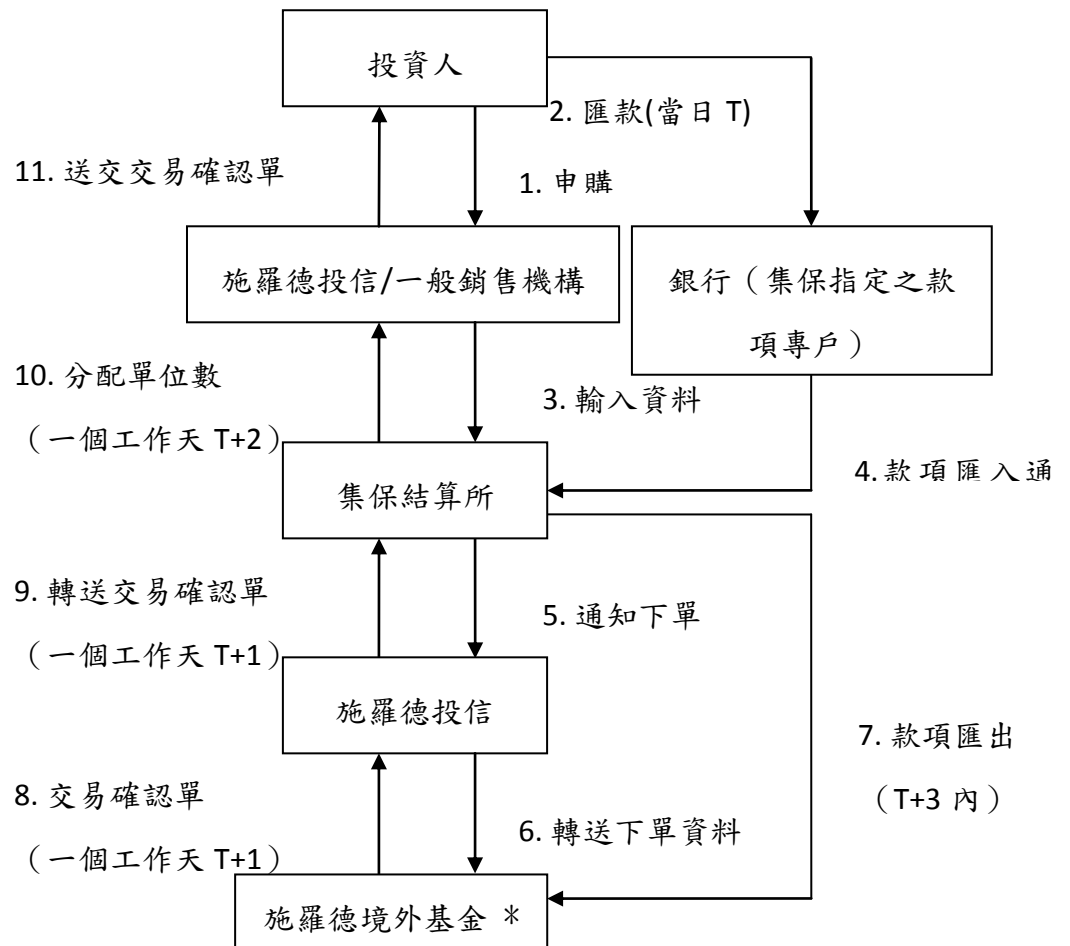 投資人
2. 匯款(當日 T)
11. 送交交易確認單
1. 申購
施羅德投信/一般銷售機構
銀行（集保指定之款
項專戶）
10. 分配單位數
（一個工作天 T+2）
3. 輸入資料
4. 款項匯入通
集保結算所
9. 轉送交易確認單
（一個工作天 T+1）
5. 通知下單
施羅德投信
7. 款項匯出
（T+3 內）
8. 交易確認單
（一個工作天 T+1）
6. 轉送下單資料
施羅德境外基金 *